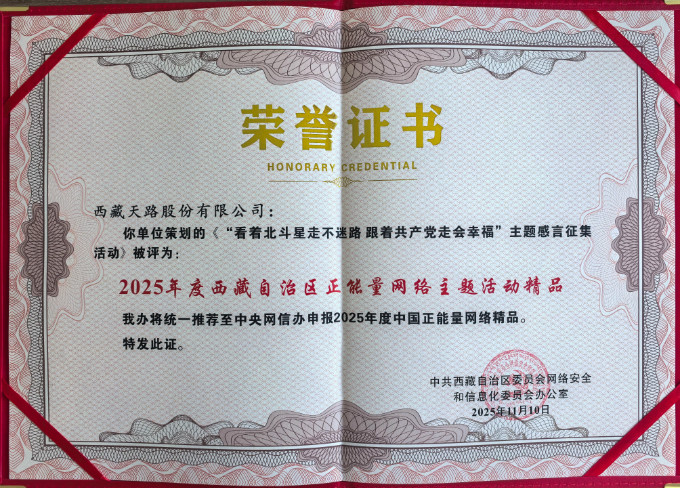 荣誉证书
HONORARY CREDENTIAL
西藏天路股份有限公司：
你单位策划的《“看着北斗星走不迷路 跟着共产党走会幸福”主题感言征集
活动》被评为：
2025年度西藏自治区正能量网络主题活动精品
我办将统一推荐至中央网信办申报2025年度中国正能量网络精品。
特发此证。
中共西藏自治区委员会网络安全
和信息化委员会办公室
2025年11月10日